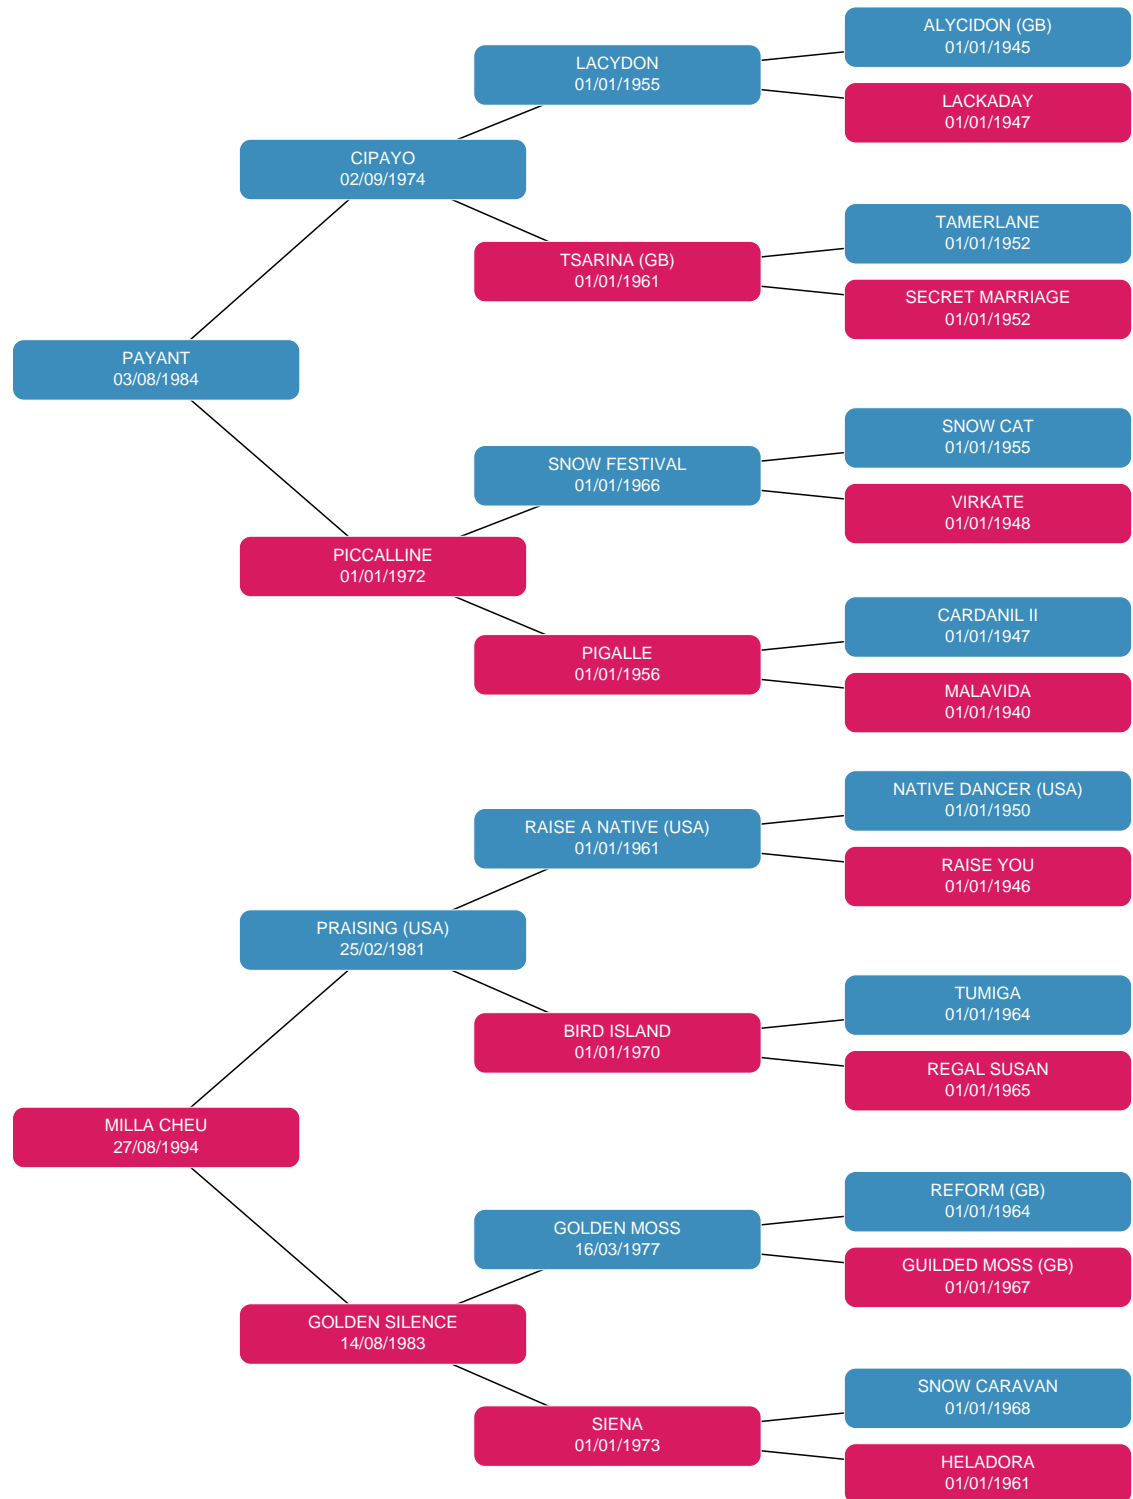 ALYCIDON (GB)
01/01/1945
LACYDON
01/01/1955
LACKADAY
01/01/1947
CIPAYO
02/09/1974
TAMERLANE
01/01/1952
TSARINA (GB)
01/01/1961
SECRET MARRIAGE
01/01/1952
PAYANT
03/08/1984
SNOW CAT
01/01/1955
SNOW FESTIVAL
01/01/1966
VIRKATE
01/01/1948
PICCALLINE
01/01/1972
CARDANIL II
01/01/1947
PIGALLE
01/01/1956
MALAVIDA
01/01/1940
NATIVE DANCER (USA)
01/01/1950
RAISE A NATIVE (USA)
01/01/1961
RAISE YOU
01/01/1946
PRAISING (USA)
25/02/1981
TUMIGA
01/01/1964
BIRD ISLAND
01/01/1970
REGAL SUSAN
01/01/1965
MILLA CHEU
27/08/1994
REFORM (GB)
01/01/1964
GOLDEN MOSS
16/03/1977
GUILDED MOSS (GB)
01/01/1967
GOLDEN SILENCE
14/08/1983
SNOW CARAVAN
01/01/1968
SIENA
01/01/1973
HELADORA
01/01/1961